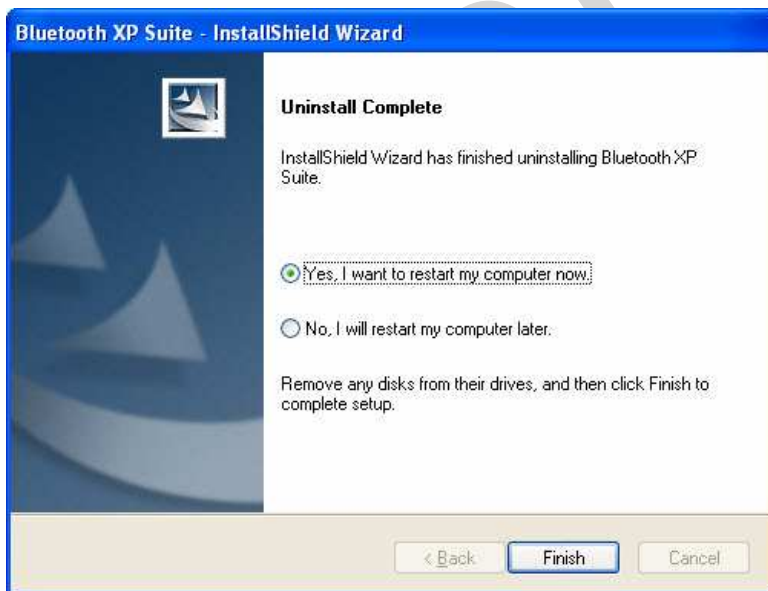 Bluetooth XP Suite - InstallShield Wizard
Uninstall Complete
InstallShield Wizard has finished uninstalling Bluetooth XP
Suite.
Yes, I want to restart my computer now.
No, I will restart my computer later.
Remove any disks from their drives, and then click Finish to
complete setup.
< Back Finish Cancel